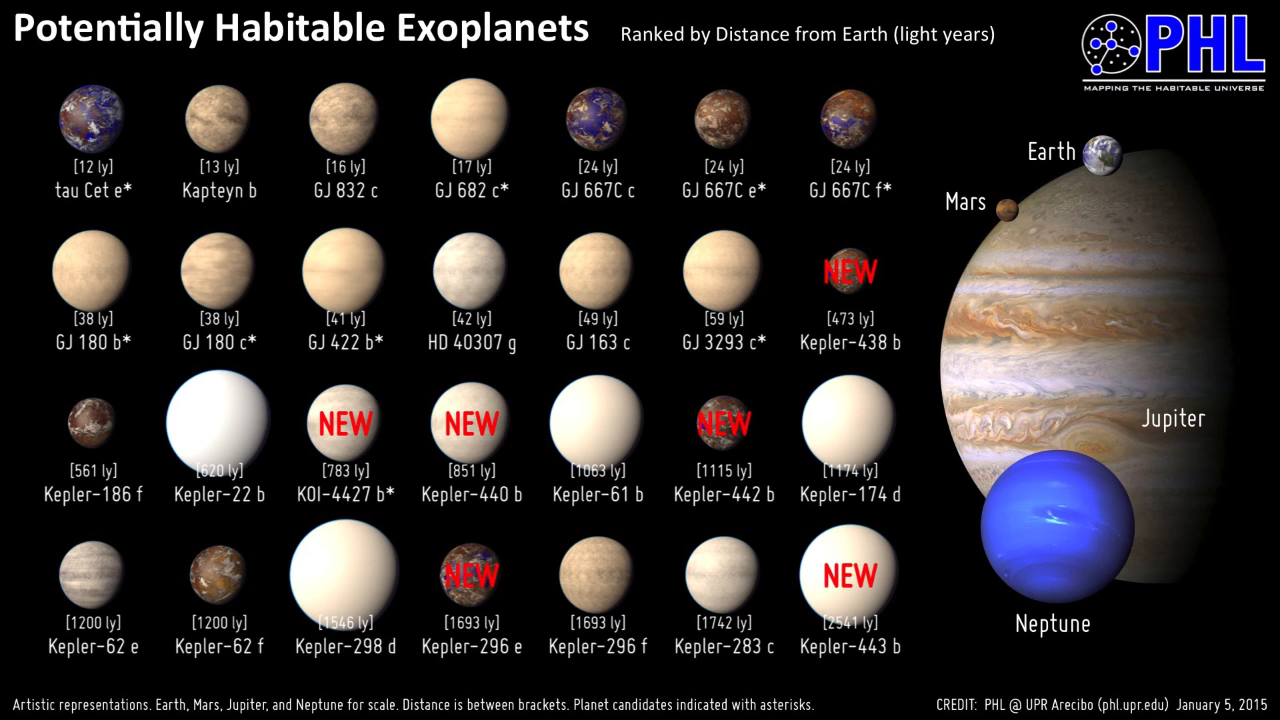 Potentially Habitable Exoplanets
Ranked by Distance from Earth (light years)
PHL
MAPPING THE HABITABLE UNIVERSE
[12 ly] [13 ly] [16 ly] [17 ly] [24 ly] [24 ly] [24 ly]
tau Cet e* Kapteyn b GJ 832 c GJ 682 c* GJ 667C c GJ 667C e* GJ 667C f*
Earth
Mars
NEW
[38 ly] [38 ly] [41 ly] [42 ly] [49 ly] [59 ly] [473 ly]
GJ 180 b* GJ 180 c* GJ 422 b* HD 40307 g GJ 163 c GJ 3293 c* Kepler-438 b
NEW NEW NEW
[561 ly] [620 ly] [783 ly] [851 ly] [1063 ly] [1115 ly] [1174 ly]
Kepler-186 f Kepler-22 b KOI-4427 b* Kepler-440 b Kepler-61 b Kepler-442 b Kepler-174 d
Jupiter
NEW NEW
[1200 ly] [1200 ly] [1546 ly] [1693 ly] [1693 ly] [1742 ly] [2541 ly]
Kepler-62 e Kepler-62 f Kepler-298 d Kepler-296 e Kepler-296 f Kepler-283 c Kepler-443 b
Neptune
Artistic representations. Earth, Mars, Jupiter, and Neptune for scale. Distance is between brackets. Planet candidates indicated with asterisks.
CREDIT: PHL @ UPR Arecibo (phl.upr.edu) January 5, 2015